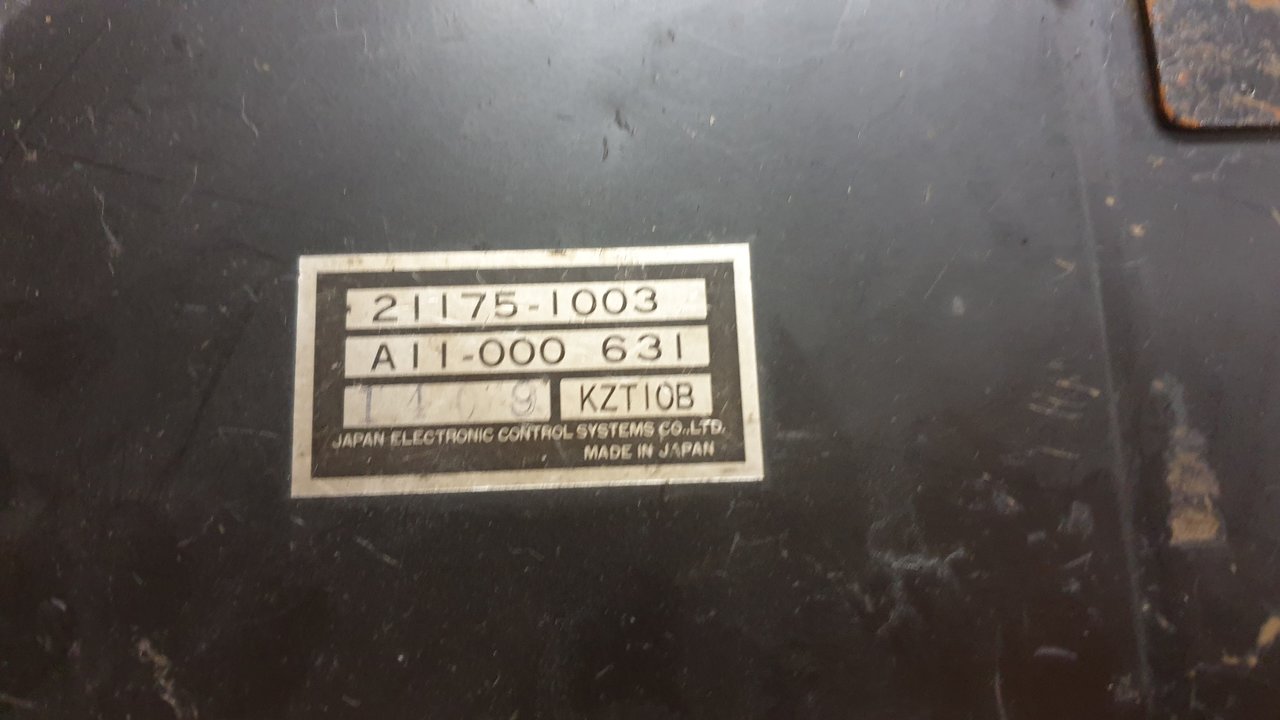 21175-1003
A11-000 631
KZT10B
JAPAN ELECTRONIC CONTROL SYSTEMS CO.,LTD.
MADE IN JAPAN